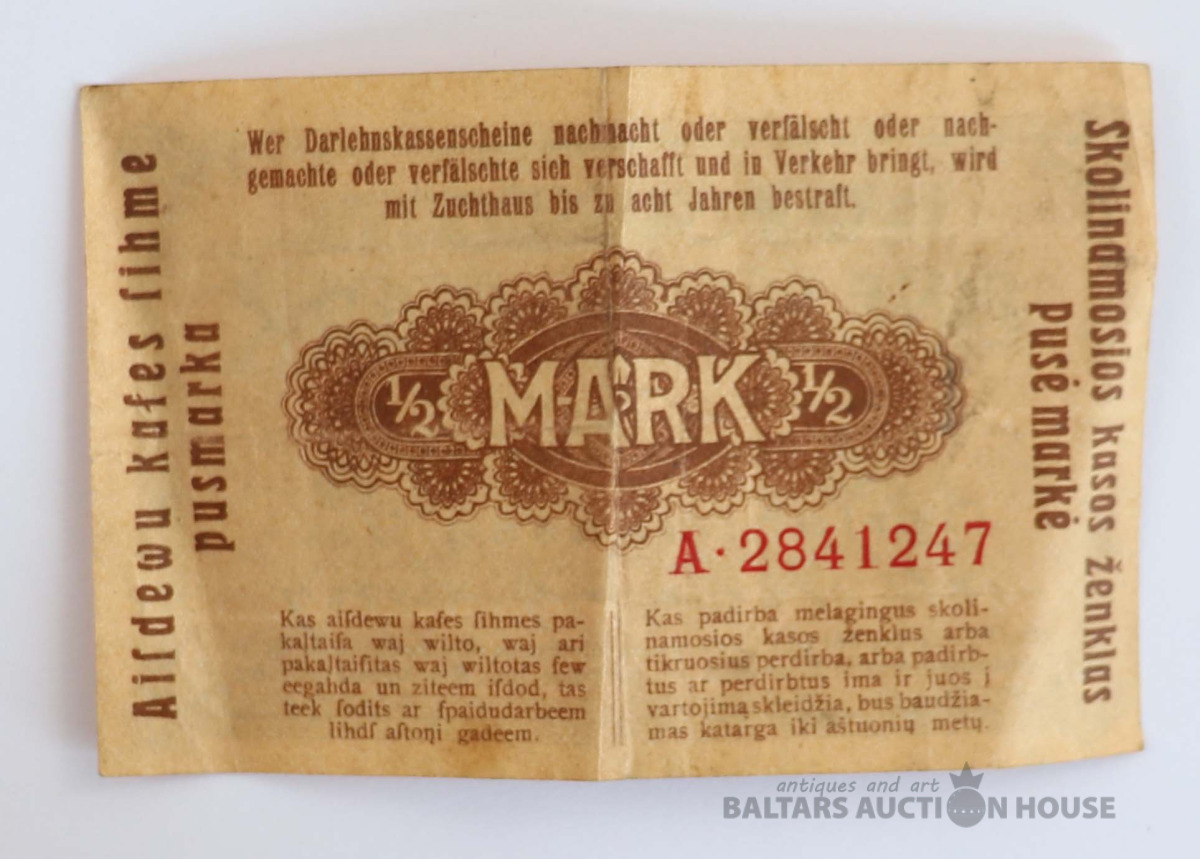 Wer Darlehnskassenscheine nachmacht oder verfälscht oder nach-
gemachte oder verfälschte sich verschafft und in Verkehr bringt, wird
mit Zuchthaus bis zu acht Jahren bestraft.
Aiſdewu kaſes ſihme
pusmarka
½ MARK ½
Skolinamosios kasos ženklas
pusė markė
A·2841247
Kas aiſdewu kaſes ſihmes pa-
kaļtaiſa waj wilto, waj ari
pakaļtaiſitas waj wiltotas ſew
eegahda un ziteem iſdod, tas
teek ſodits ar ſpaidudarbeem
lihdſ aſtoņi gadeem.
Kas padirba melagingus skoli-
namosios kasos ženklus arba
tikruosius perdirba, arba padirb-
tus ar perdirbtus ima ir juos į
vartojimą skleidžia, bus baudžia-
mas katarga iki aštuonių metų.
antiques and art
BALTARS AUCTION HOUSE